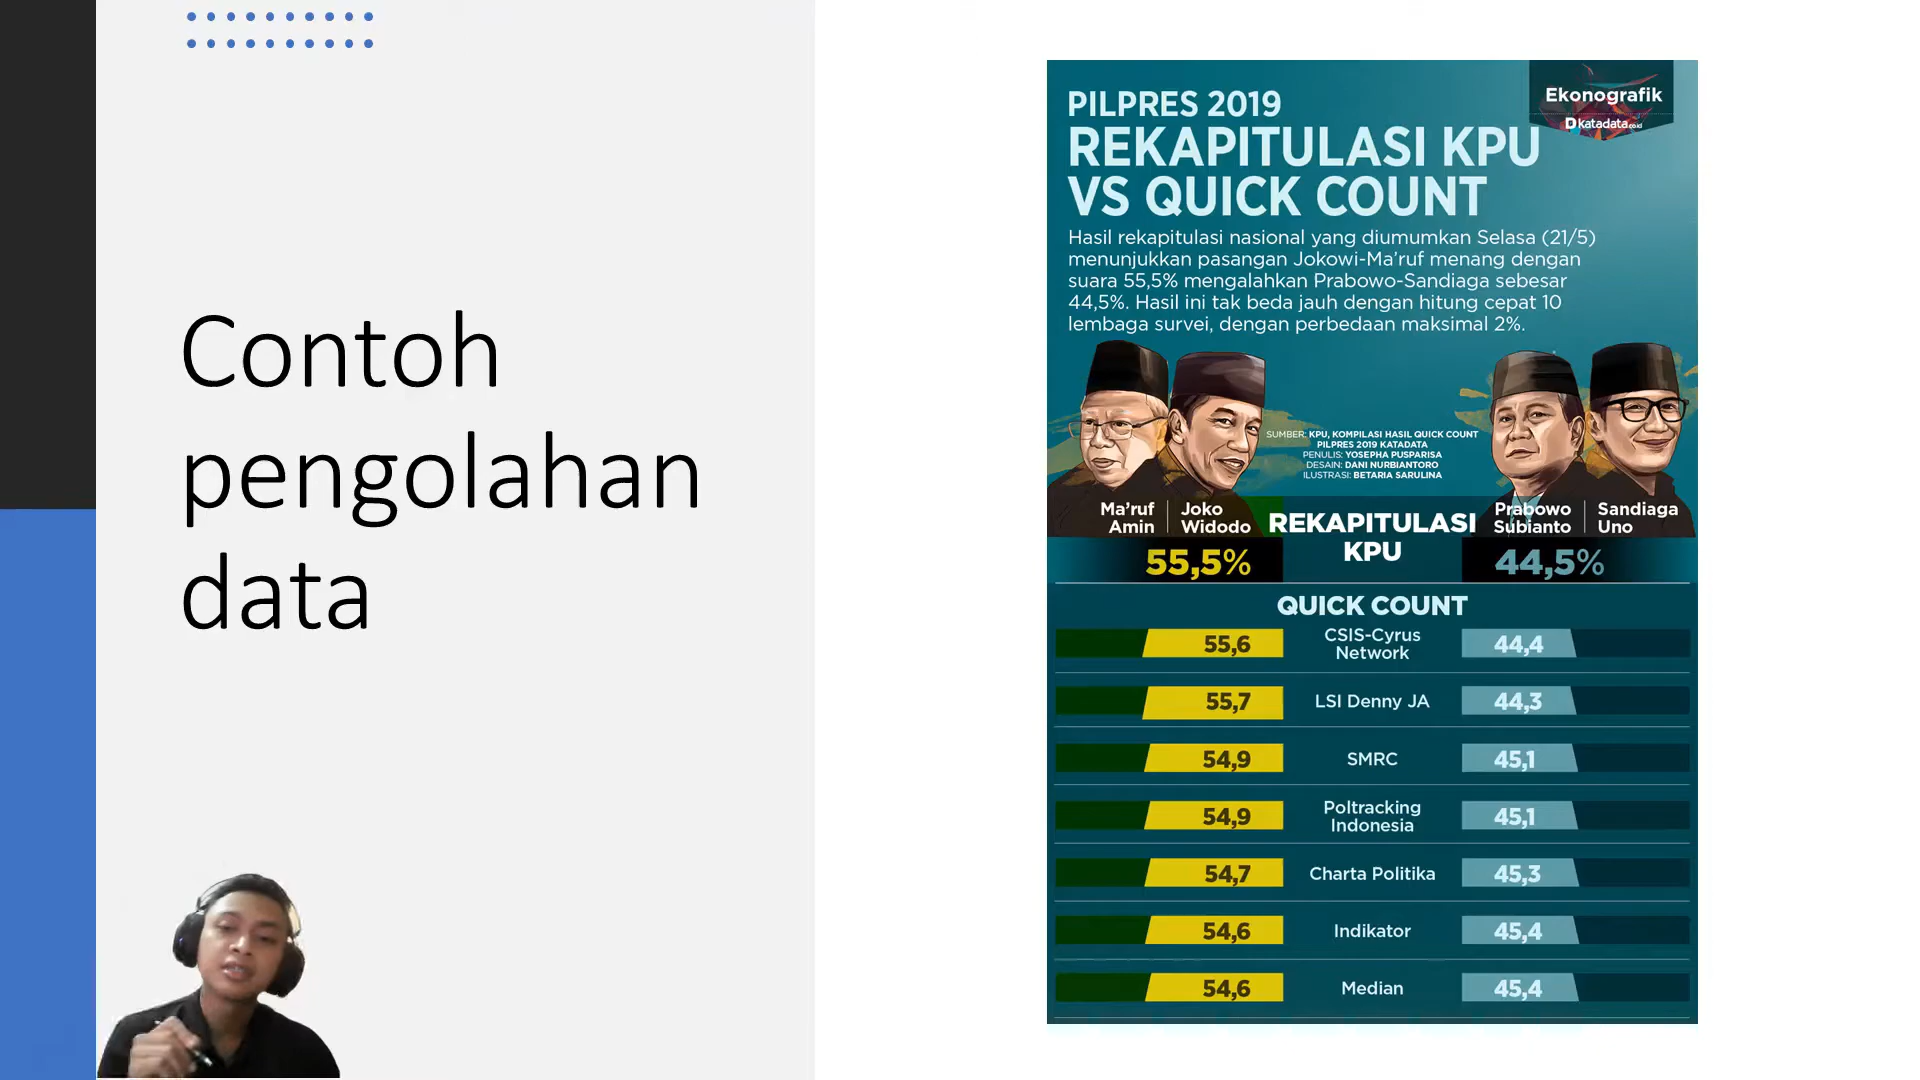 Contoh
pengolahan
data
Ekonografik
Dkatadata.co.id
PILPRES 2019
REKAPITULASI KPU
VS QUICK COUNT
Hasil rekapitulasi nasional yang diumumkan Selasa (21/5)
menunjukkan pasangan Jokowi-Ma'ruf menang dengan
suara 55,5% mengalahkan Prabowo-Sandiaga sebesar
44,5%. Hasil ini tak beda jauh dengan hitung cepat 10
lembaga survei, dengan perbedaan maksimal 2%.
SUMBER: KPU, KOMPILASI HASIL QUICK COUNT
PILPRES 2019 KATADATA
PENULIS: YOSEPHA PUSPARISA
DESAIN: DANI NURBIANTORO
ILUSTRASI: BETARIA SARULINA
Ma'ruf Amin
Joko Widodo
REKAPITULASI
KPU
Prabowo Subianto
Sandiaga Uno
55,5%
44,5%
QUICK COUNT
55,6 CSIS-Cyrus Network 44,4
55,7 LSI Denny JA 44,3
54,9 SMRC 45,1
54,9 Poltracking Indonesia 45,1
54,7 Charta Politika 45,3
54,6 Indikator 45,4
54,6 Median 45,4